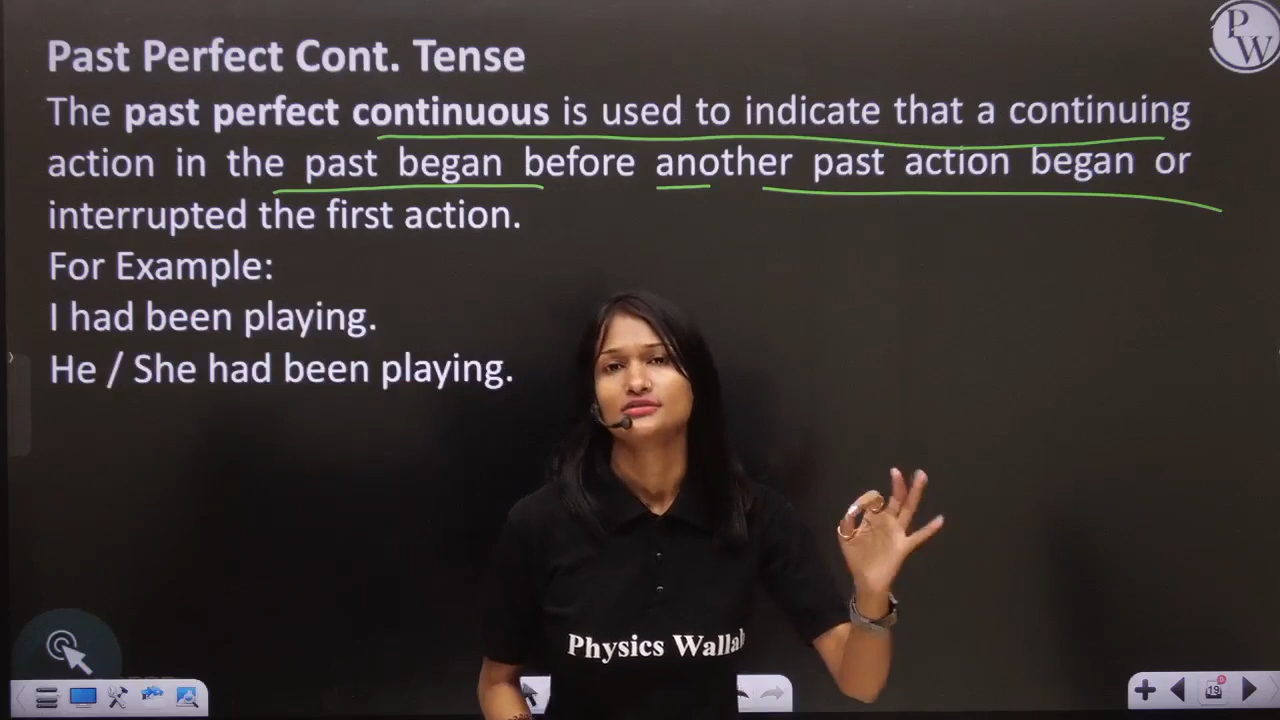 Past Perfect Cont. Tense
The past perfect continuous is used to indicate that a continuing
action in the past began before another past action began or
interrupted the first action.
For Example:
I had been playing.
He / She had been playing.
PW
Physics Wallah
19